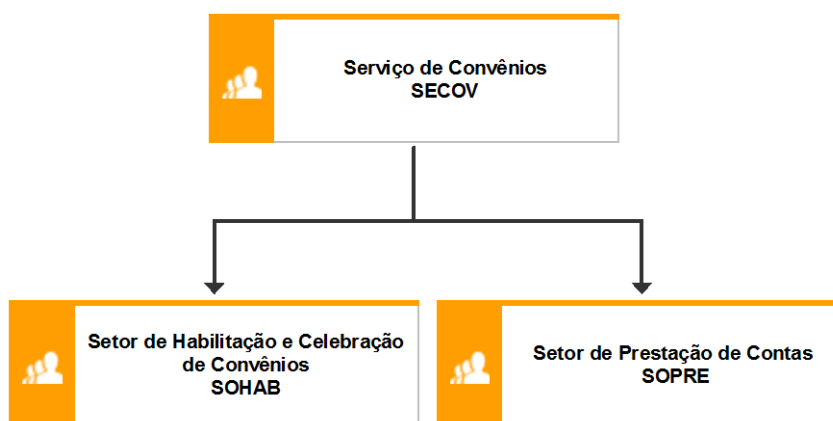 Serviço de Convênios
SECOV
Setor de Habilitação e Celebração
de Convênios
SOHAB
Setor de Prestação de Contas
SOPRE